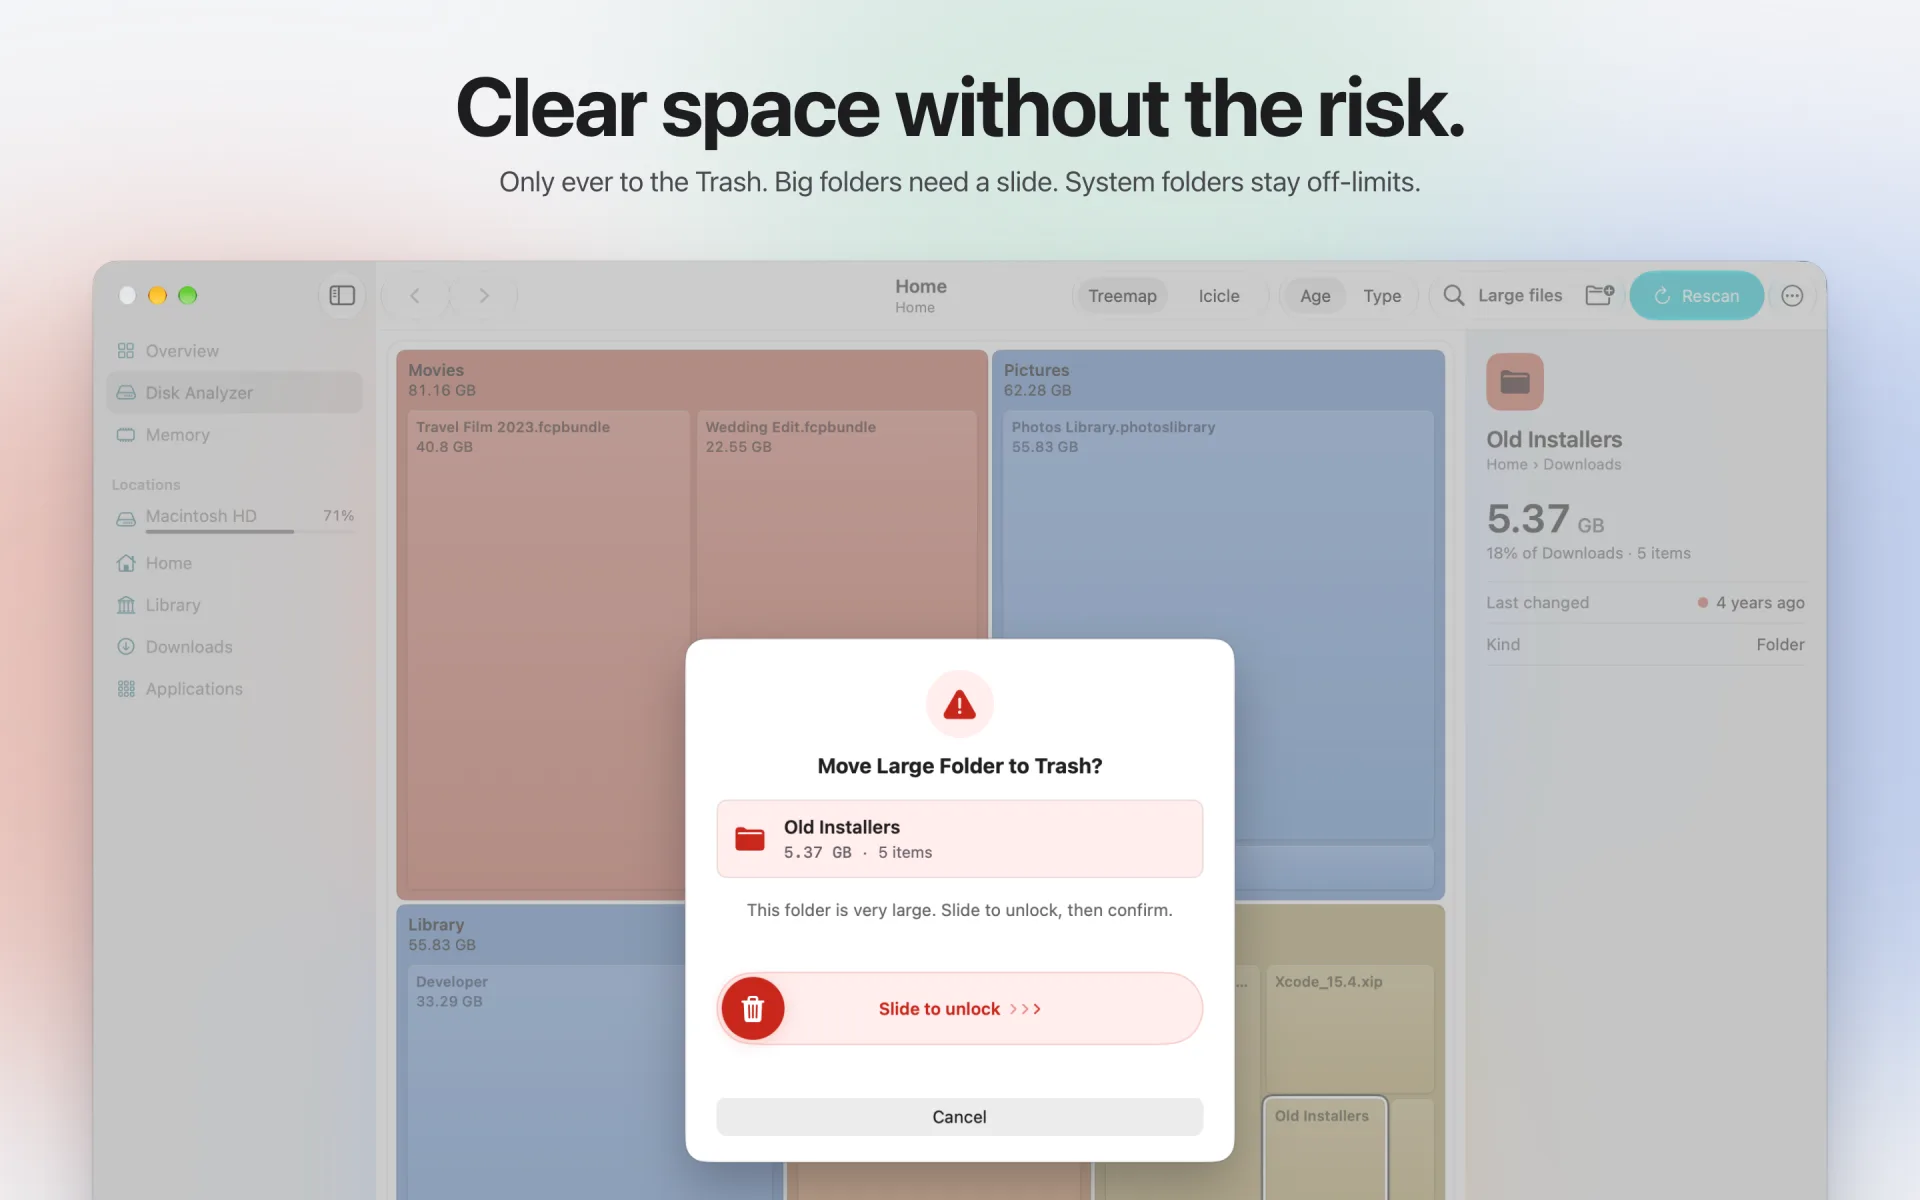 Clear space without the risk.
Only ever to the Trash. Big folders need a slide. System folders stay off-limits.
Home
Home
Treemap
Icicle
Age
Type
Large files
Rescan
Overview
Disk Analyzer
Memory
Locations
Macintosh HD 71%
Home
Library
Downloads
Applications
Movies
81.16 GB
Travel Film 2023.fcpbundle
40.8 GB
Wedding Edit.fcpbundle
22.55 GB
Pictures
62.28 GB
Photos Library.photoslibrary
55.83 GB
Library
55.83 GB
Developer
33.29 GB
...
Xcode_15.4.xip
Old Installers
Move Large Folder to Trash?
Old Installers
5.37 GB · 5 items
This folder is very large. Slide to unlock, then confirm.
Slide to unlock >>>
Cancel
Old Installers
Home › Downloads
5.37 GB
18% of Downloads · 5 items
Last changed 4 years ago
Kind Folder